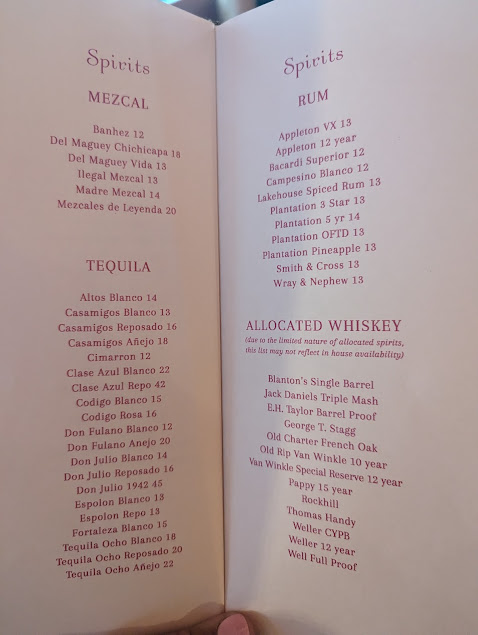 Spirits
MEZCAL
Banhez 12
Del Maguey Chichicapa 18
Del Maguey Vida 13
Ilegal Mezcal 13
Madre Mezcal 14
Mezcales de Leyenda 20
TEQUILA
Altos Blanco 14
Casamigos Blanco 13
Casamigos Reposado 16
Casamigos Añejo 18
Cimarron 12
Clase Azul Blanco 22
Clase Azul Repo 42
Codigo Blanco 15
Codigo Rosa 16
Don Fulano Blanco 12
Don Fulano Anejo 20
Don Julio Blanco 14
Don Julio Reposado 16
Don Julio 1942 45
Espolon Blanco 13
Espolon Repo 13
Fortaleza Blanco 15
Tequila Ocho Blanco 18
Tequila Ocho Reposado 20
Tequila Ocho Añejo 22
Spirits
RUM
Appleton VX 13
Appleton 12 year
Bacardi Superior 12
Campesino Blanco 12
Lakehouse Spiced Rum 13
Plantation 3 Star 13
Plantation 5 yr 14
Plantation OFTD 13
Plantation Pineapple 13
Smith & Cross 13
Wray & Nephew 13
ALLOCATED WHISKEY
(due to the limited nature of allocated spirits,
this list may not reflect in house availability)
Blanton's Single Barrel
Jack Daniels Triple Mash
E.H. Taylor Barrel Proof
George T. Stagg
Old Charter French Oak
Old Rip Van Winkle 10 year
Van Winkle Special Reserve 12 year
Pappy 15 year
Rockhill
Thomas Handy
Weller CYPB
Weller 12 year
Well Full Proof